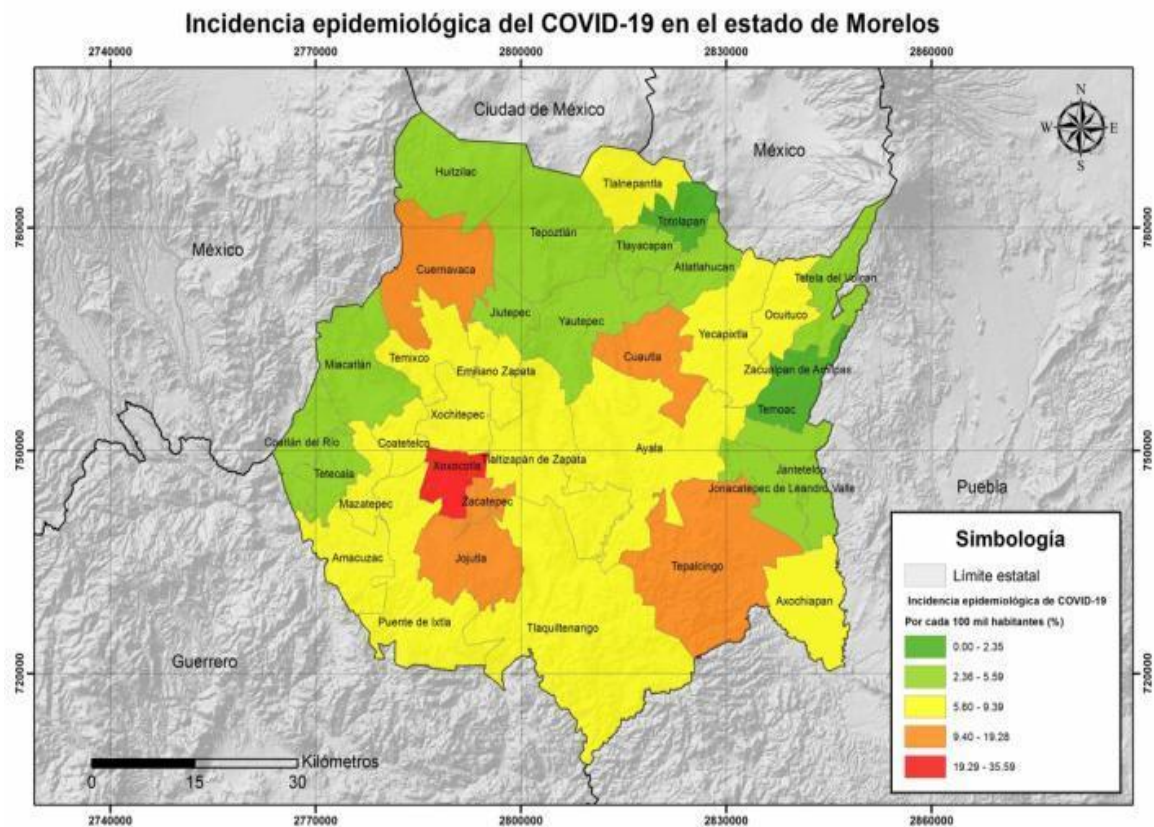 Incidencia epidemiológica del COVID-19 en el estado de Morelos
2740000 2770000 2800000 2830000 2860000
Ciudad de México
México
N
W E
S
Huitzilac
Tlalnepantla
Totolapan
780000 780000
Tepoztlán
Tlayacapan
México
Atlatlahucan
Cuernavaca
Tetela del Volcán
Jiutepec
Yautepec
Ocuituco
Yecapixtla
Cuautla
Temixco
Miacatlán
Emiliano Zapata
Zacualpan de Amilpas
Temoac
Xochitepec
Coatlán del Río
Coatetelco
Ayala
750000 750000
Tlaltizapán de Zapata
Xoxocotla
Jantetelco
Tetecala
Jonacatepec de Leandro Valle
Puebla
Mazatepec
Zacatepec
Amacuzac
Jojutla
Tepalcingo
Axochiapan
Puente de Ixtla
Tlaquiltenango
Guerrero
720000 720000
Simbología
Límite estatal
Incidencia epidemiológica de COVID-19
Por cada 100 mil habitantes (%)
0.00 - 2.35
2.36 - 5.59
5.60 - 9.39
9.40 - 19.28
19.29 - 35.59
Kilómetros
0 15 30
2740000 2770000 2800000 2830000 2860000